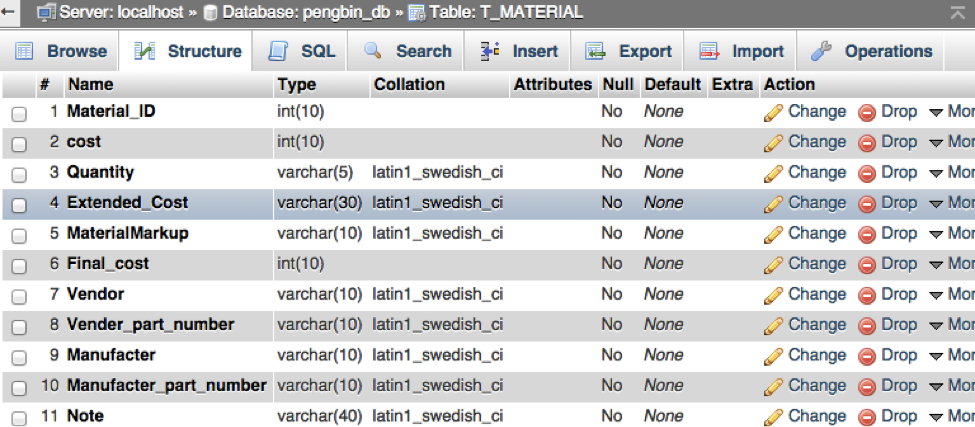 Server: localhost » Database: pengbin_db » Table: T_MATERIAL
Browse Structure SQL Search Insert Export Import Operations
# Name Type Collation Attributes Null Default Extra Action
1 Material_ID int(10) No None Change Drop Mor
2 cost int(10) No None Change Drop Mor
3 Quantity varchar(5) latin1_swedish_ci No None Change Drop Mor
4 Extended_Cost varchar(30) latin1_swedish_ci No None Change Drop Mor
5 MaterialMarkup varchar(10) latin1_swedish_ci No None Change Drop Mor
6 Final_cost int(10) No None Change Drop Mor
7 Vendor varchar(10) latin1_swedish_ci No None Change Drop Mor
8 Vender_part_number varchar(10) latin1_swedish_ci No None Change Drop Mor
9 Manufacter varchar(10) latin1_swedish_ci No None Change Drop Mor
10 Manufacter_part_number varchar(10) latin1_swedish_ci No None Change Drop Mor
11 Note varchar(40) latin1_swedish_ci No None Change Drop Mor